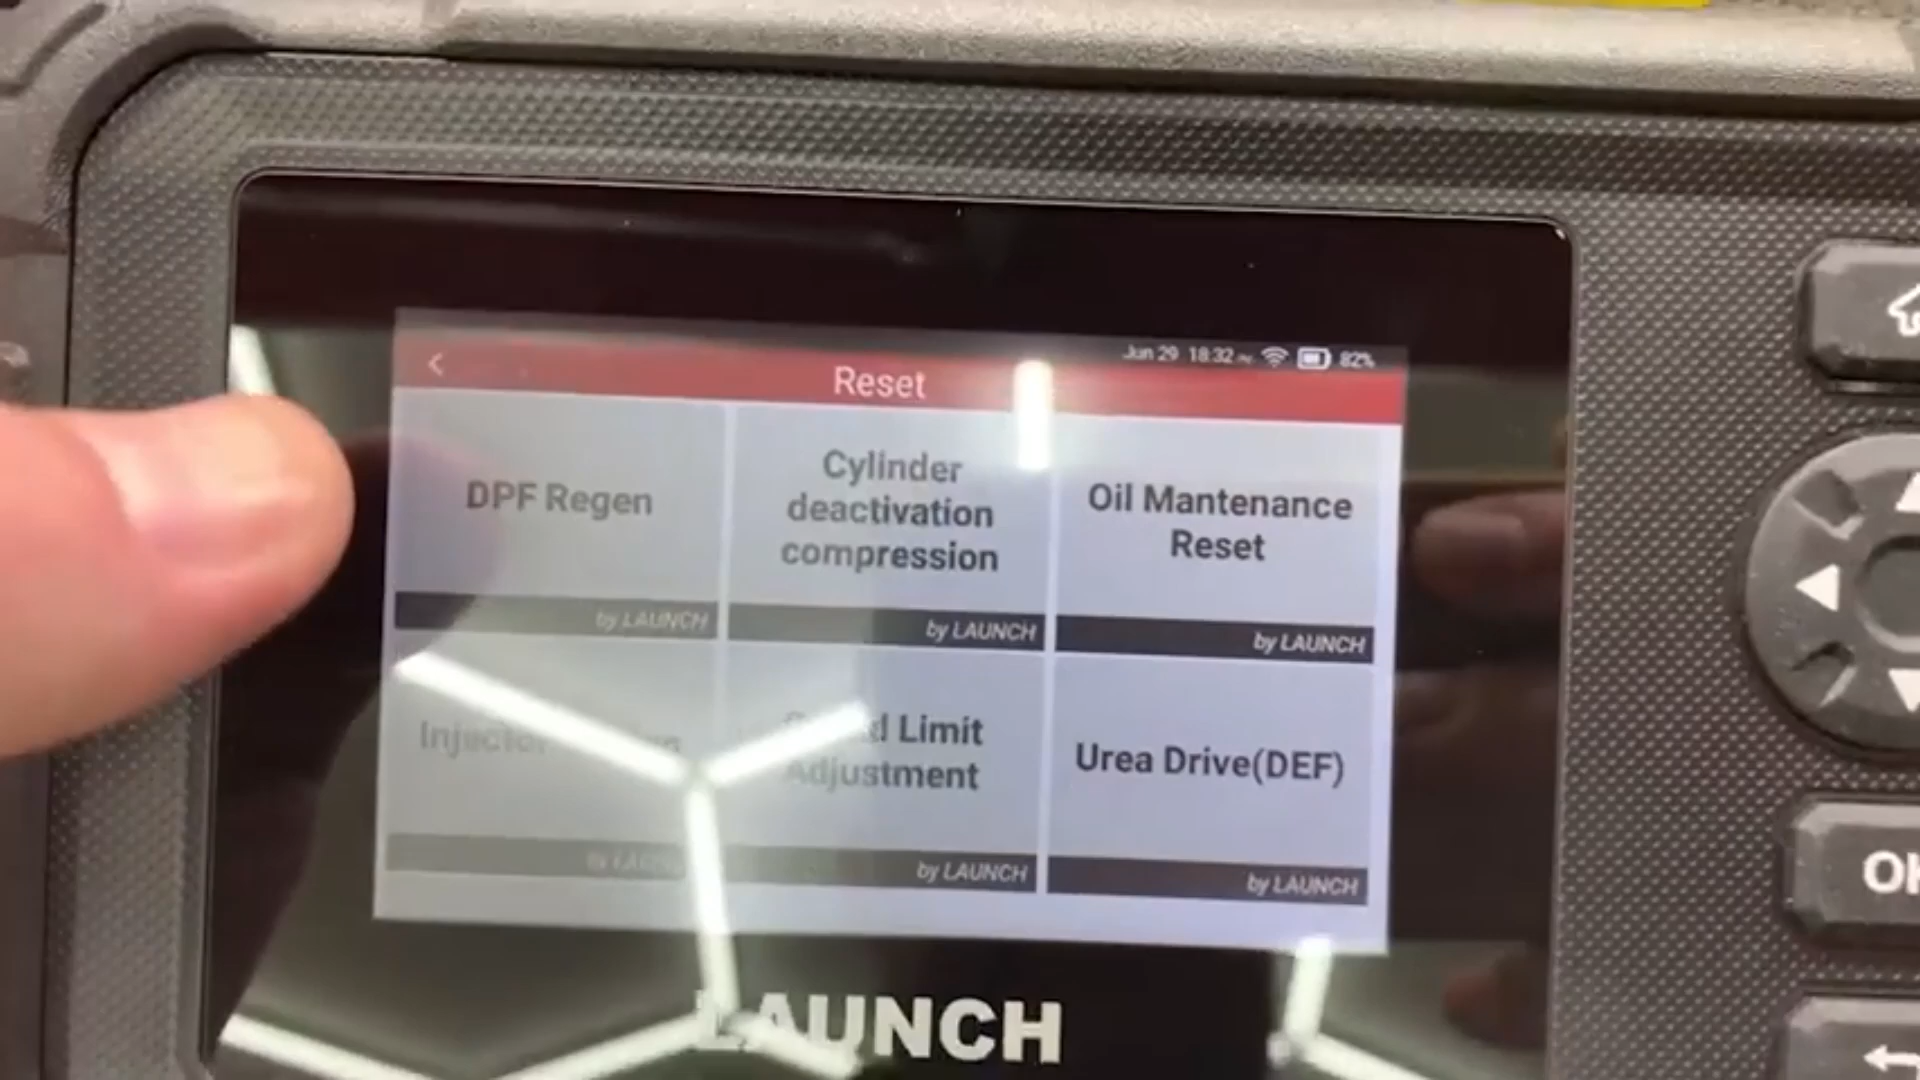 Jun 29 18:32 82%
Reset
DPF Regen
Cylinder
deactivation
compression
Oil Mantenance
Reset
by LAUNCH
by LAUNCH
by LAUNCH
Limit
Adjustment
Urea Drive(DEF)
by LAUNCH
by LAUNCH
OK
LAUNCH